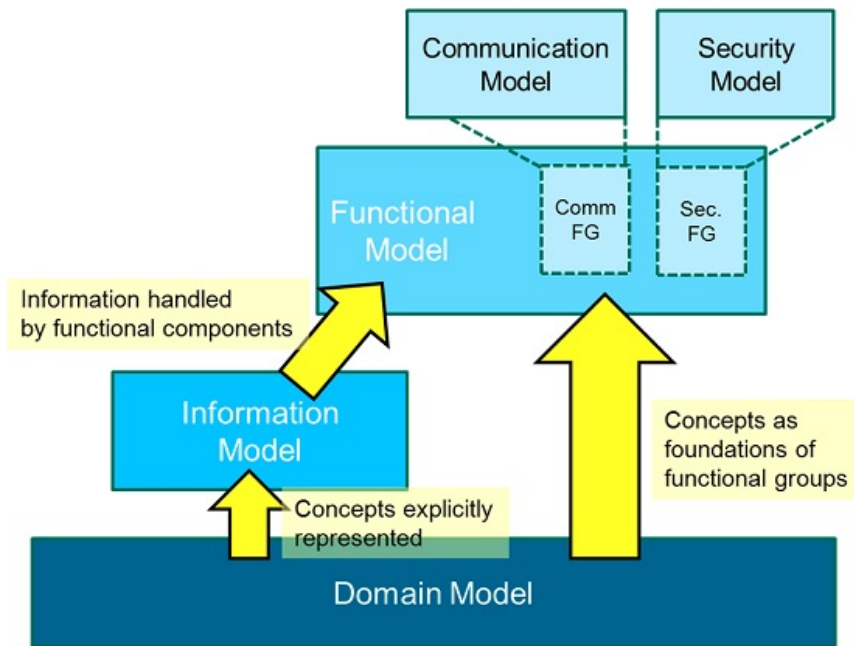 Communication
Model
Security
Model
Functional
Model
Comm
FG
Sec.
FG
Information handled
by functional components
Information
Model
Concepts as
foundations of
functional groups
Concepts explicitly
represented
Domain Model